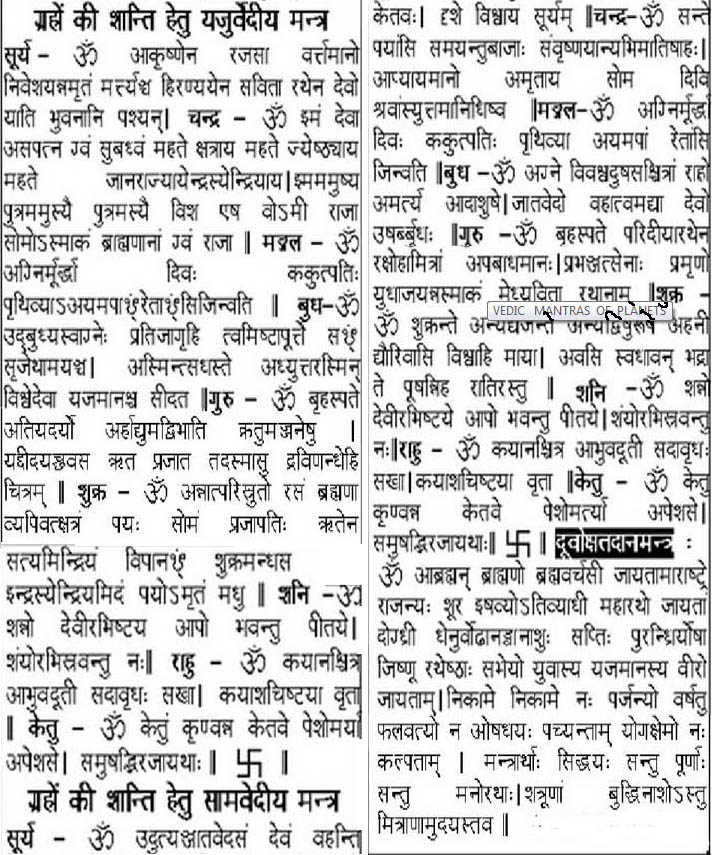 ग्रहें की शान्ति हेतु यजुर्वेदीय मन्त्र
सूर्य – ॐ आकृष्णेन रजसा वर्त्तमानो
निवेशयन्नमृतं मर्त्त्यञ्च हिरण्ययेन सविता रथेन देवो
याति भुवनानि पश्यन्| चन्द्र – ॐ इमं देवा
असपत्न ग्वं सुबध्वं महते क्षत्राय महते ज्येष्ठ्याय
महते जानराज्यायेन्द्रस्येन्द्रियाय|इममुष्य
पुत्रममुस्यै पुत्रमस्यै विश एष वोऽमी राजा
सोमोऽस्माकं ब्राह्मणानां ग्वं राजा || मङ्गल – ॐ
अग्निर्मूर्द्धा दिवः ककुत्पतिः
पृथिव्याऽअयमपाᳬरेताᳬसिजिन्वति || बुध-ॐ
उद्बुध्यस्वाग्नेः प्रतिजागृहि त्वमिष्टापूर्त्ते सᳬ
सृजेथामयञ्च| अस्मिन्तसधस्ते अध्युत्तरस्मिन्
विश्वेदेवा यजमानश्च सीदत ||गुरु - ॐ बृहस्पते
अतियदर्यो अर्हाद्युमद्विभाति क्रतुमज्जनेषु |
यद्दीदयञ्छवस ऋत प्रजात तदस्मासु द्रविणन्धेहि
चित्रम् || शुक्र - ॐ अन्नात्परिस्त्रुतो रसं ब्रह्मणा
व्यपिवत्क्षत्रं पयः सोमं प्रजापतिः ऋतेन
सत्यमिन्द्रियं विपानᳬ शुक्रमन्धस
इन्द्रस्येन्द्रियमिदं पयोऽमृतं मधु || शनि -ॐ
शन्नो देवीरभिष्टय आपो भवन्तु पीतये|
शंयोरभिस्रवन्तु नः|| राहु - ॐ कयानश्चित्र
आभुवदूती सदावृधः सखा| कयाशचिष्टया वृता
|| केतु - ॐ केतुं कृण्वन्न केतवे पेशोमर्या
अपेशसे| समुषद्भिरजायथाः || 卐 ||
ग्रहें की शान्ति हेतु सामवेदीय मन्त्र
सूर्य - ॐ उदुत्यञ्जातवेदसं देवं वहन्ति
केतवः| दृशे विश्वाय सूर्यम् ||चन्द्र-ॐ सन्ते
पयांसि समयन्तुबाजाः संवृष्णयान्यभिमातिषाहः|
आप्यायमानो अमृताय सोम दिवि
श्रवांस्युत्तमानिधिष्व ||मङ्गल-ॐ अग्निर्मूर्द्धा
दिवः ककुत्पतिः पृथिव्या अयमपां रेतांसि
जिन्वति ||बुध -ॐ अग्ने विवश्वदुषसश्चित्रां राहो
अमर्त्य आदाशुषे|जातवेदो वहात्वमद्या देवो
उषर्ब्बृधः ||गुरु -ॐ बृहस्पते परिदीयारथेन
रक्षोहामित्रां अपबाधमानः|प्रभञ्जत्सेनाः प्रमृणो
युधाजयन्नस्माकं मेध्यविता रथानाम् ||शुक्र -
VEDIC MANTRAS OF PLANETS
ॐ शुक्रन्ते अन्यद्यजन्ते अन्यद्विषुरूषे अहनी
द्यौरिवासि विश्वाहि माया| अवसि स्वधावन् भद्रा
ते पूषन्निह रातिरस्तु || शनि -ॐ शन्नो
देवीरभिष्टये आपो भवन्तु पीतये|शंयोरभिस्रवन्तु
नः||राहु - ॐ कयानश्चित्र आभुवदूती सदावृधः
सखा|कयाशचिष्टया वृता ||केतु - ॐ केतु
कृण्वन्न केतवे पेशोमर्त्या अपेशसे|
समुषद्भिरजायथाः|| 卐 || दूर्वाक्षतदानमन्त्र :
ॐ आब्रह्मन् ब्राह्मणो ब्रह्मवर्चसी जायतामाराष्ट्रे
राजन्यः शूर इषव्योऽतिव्याधी महारथो जायता
दोग्ध्री धेनुर्वोढानड्वानाशुः सप्तिः पुरन्ध्रिर्योषा
जिष्णू रथेष्ठाः सभेयो युवास्य यजमानस्य वीरो
जायताम्|निकामे निकामे नः पर्जन्यो वर्षतु
फलवत्यो न ओषधयः पच्यन्ताम् योगक्षेमो नः
कल्पताम् | मन्त्रार्थाः सिद्धयः सन्तु पूर्णाः
सन्तु मनोरथाः|शत्रूणां बुद्धिनाशोऽस्तु
मित्राणामुदयस्तव ||